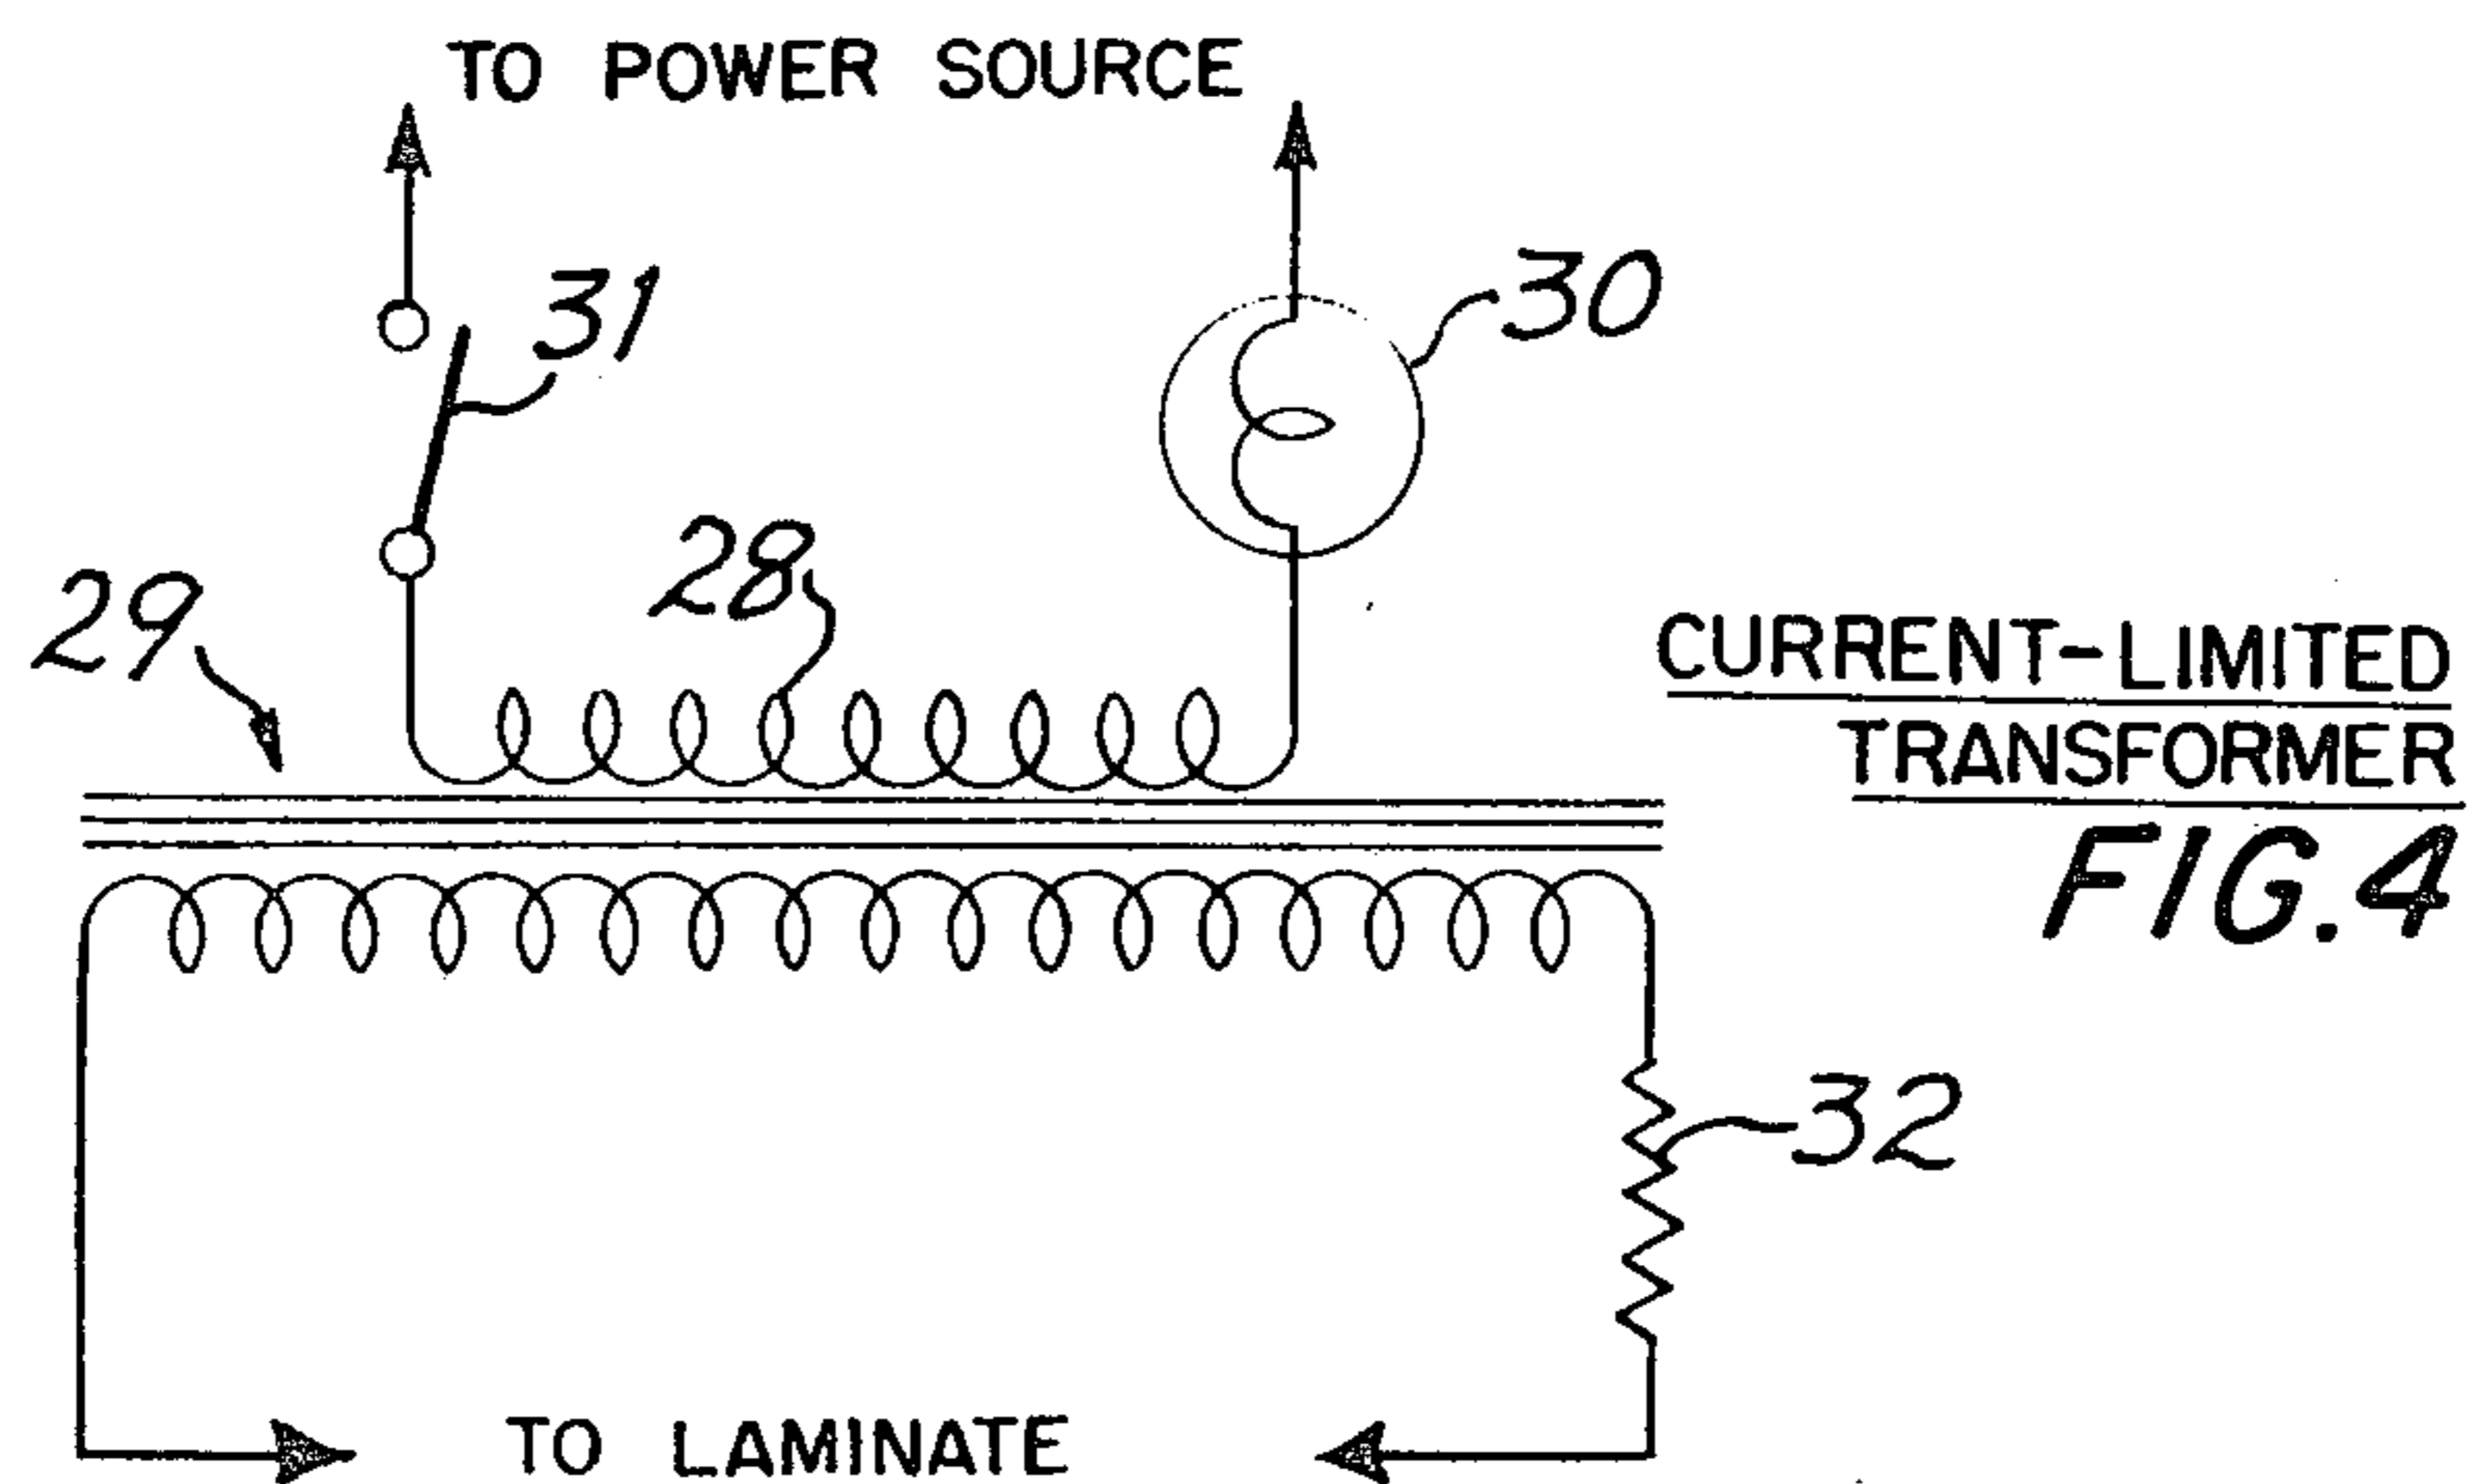 TO POWER SOURCE
31
30
28
29
CURRENT-LIMITED
TRANSFORMER
FIG.4
32
TO LAMINATE